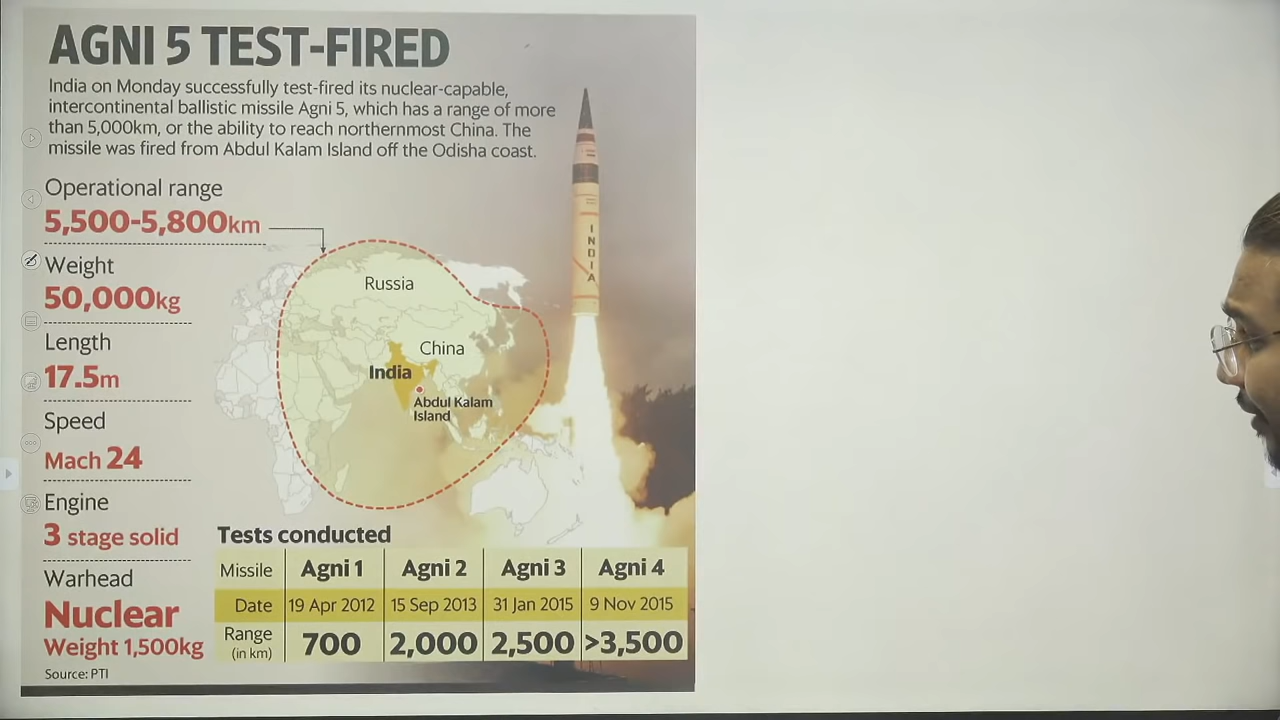 AGNI 5 TEST-FIRED
India on Monday successfully test-fired its nuclear-capable,
intercontinental ballistic missile Agni 5, which has a range of more
than 5,000km, or the ability to reach northernmost China. The
missile was fired from Abdul Kalam Island off the Odisha coast.
Operational range
5,500-5,800km
Weight
50,000kg
Length
17.5m
Speed
Mach 24
Engine
3 stage solid
Warhead
Nuclear
Weight 1,500kg
Source: PTI
Russia
China
India
Abdul Kalam
Island
INDIA
Tests conducted
Missile Agni 1 Agni 2 Agni 3 Agni 4
Date 19 Apr 2012 15 Sep 2013 31 Jan 2015 9 Nov 2015
Range
(in km) 700 2,000 2,500 >3,500